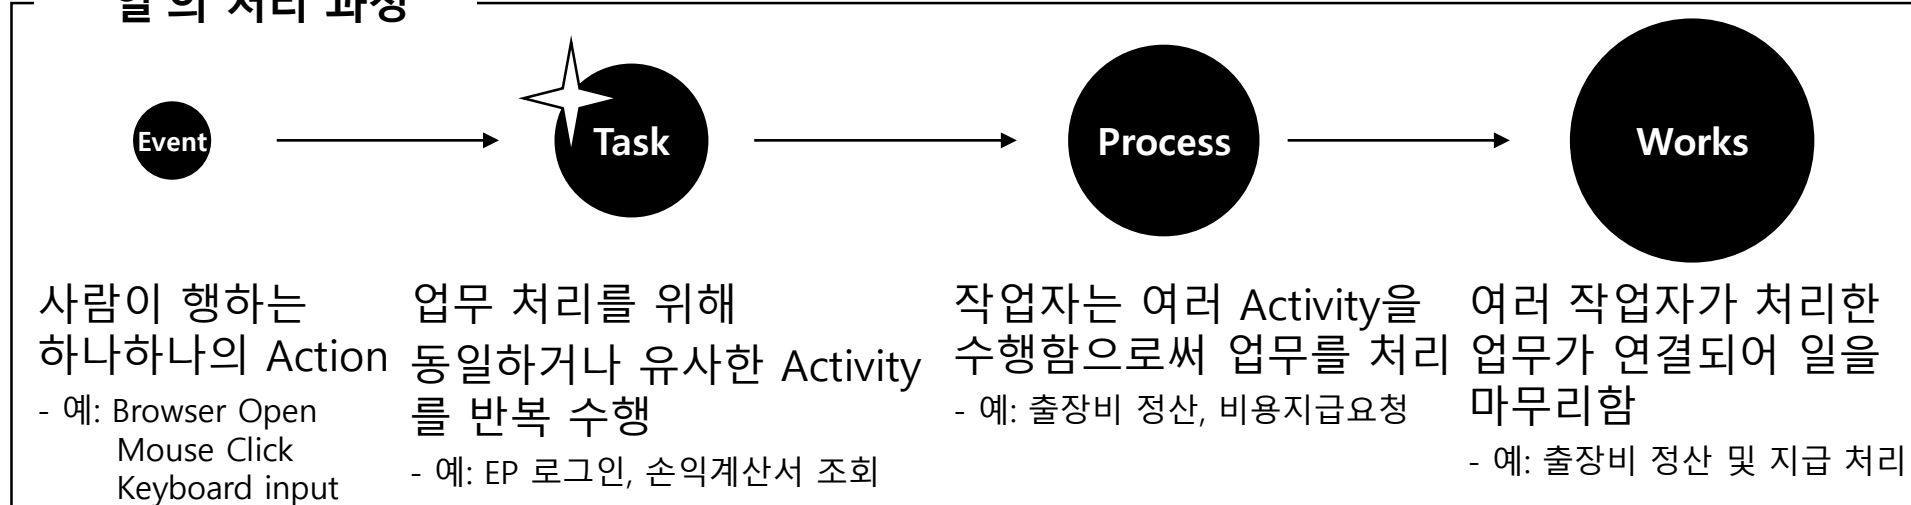 일의 처리 과정
Event
Task
Process
Works
사람이 행하는
하나하나의 Action
- 예: Browser Open
Mouse Click
Keyboard input
업무 처리를 위해
동일하거나 유사한 Activity
를 반복 수행
- 예: EP 로그인, 손익계산서 조회
작업자는 여러 Activity을
수행함으로써 업무를 처리
- 예: 출장비 정산, 비용지급요청
여러 작업자가 처리한
업무가 연결되어 일을
마무리함
- 예: 출장비 정산 및 지급 처리